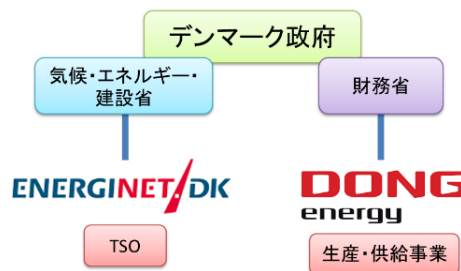 デンマーク政府
気候・エネルギー・
建設省
財務省
ENERGINET/DK
DONG
energy
TSO
生産・供給事業